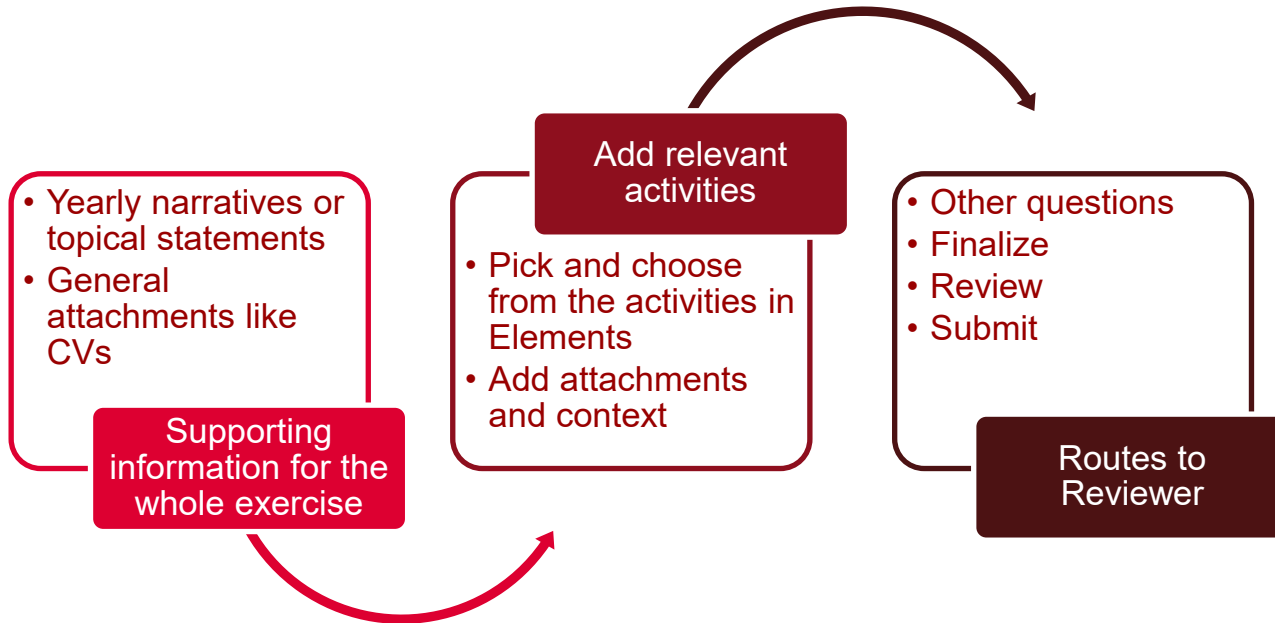 • Yearly narratives or
topical statements
• General
attachments like
CVs
Supporting
information for the
whole exercise
Add relevant
activities
• Pick and choose
from the activities in
Elements
• Add attachments
and context
• Other questions
• Finalize
• Review
• Submit
Routes to
Reviewer